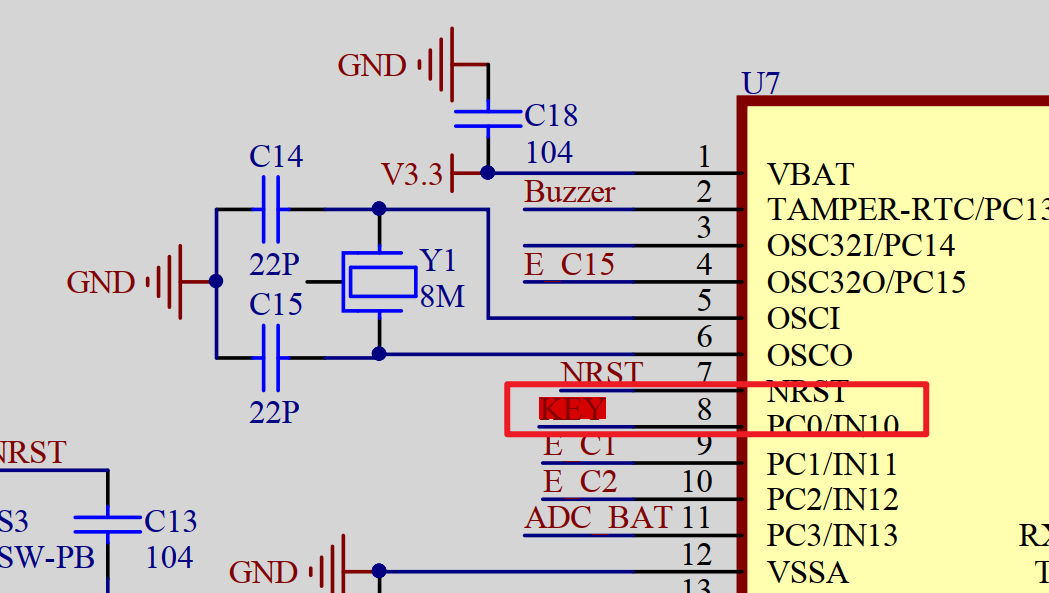 U7
GND
C18
104
V3.3
1
VBAT
Buzzer
2
TAMPER-RTC/PC13
3
OSC32I/PC14
E_C15
4
OSC32O/PC15
C14
22P
5
OSCI
GND
Y1
8M
C15
22P
6
OSCO
NRST
7
NRST
KEY
8
PC0/IN10
E_C1
9
PC1/IN11
E_C2
10
PC2/IN12
ADC_BAT
11
PC3/IN13
NRST
S3
SW-PB
C13
104
GND
12
VSSA
13
RX
T